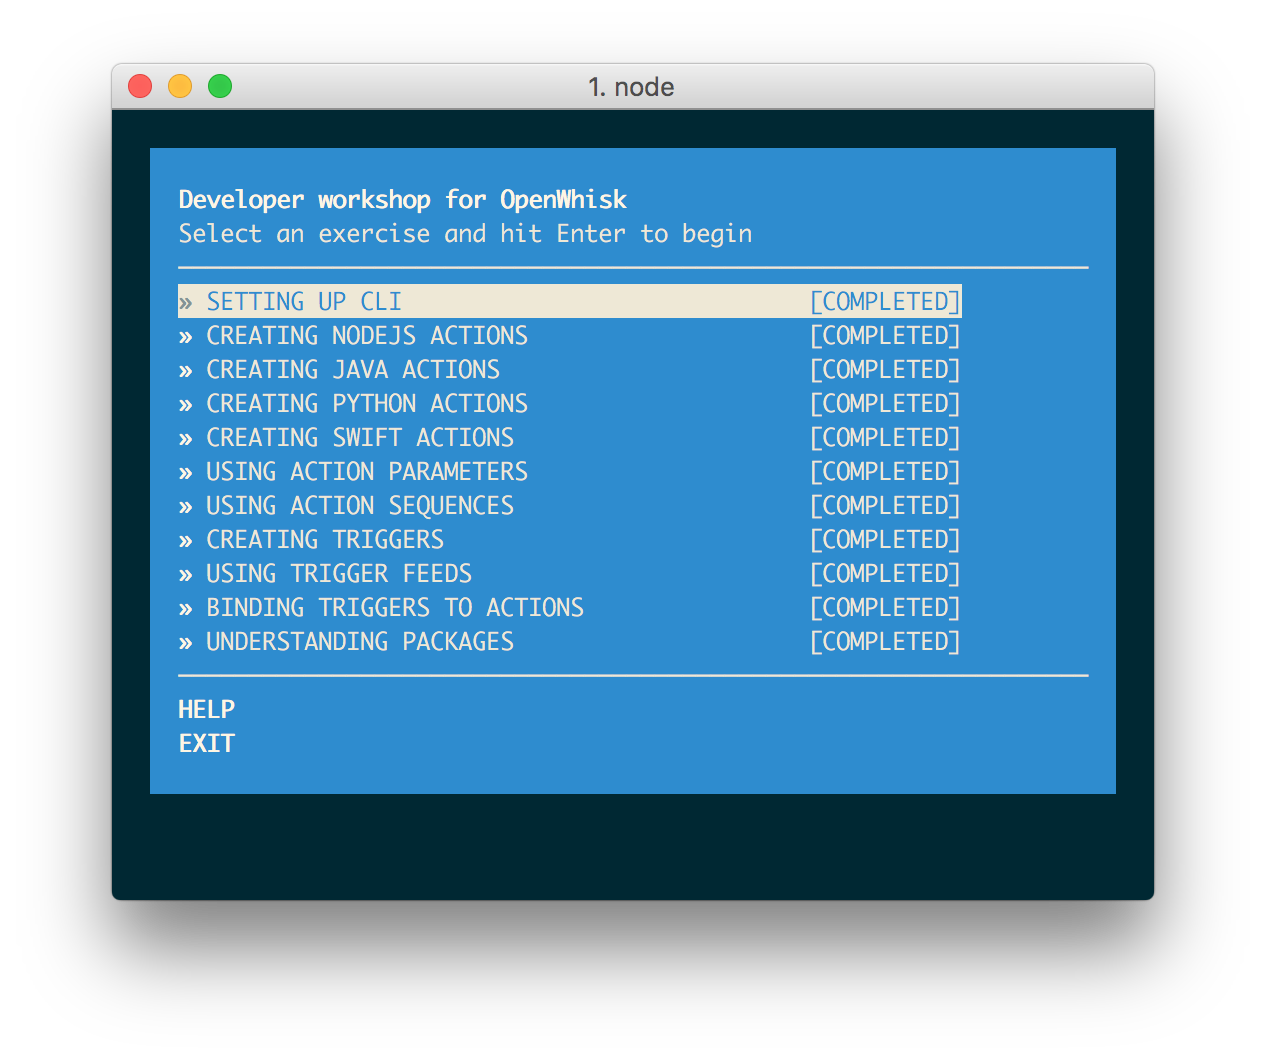 1. node
Developer workshop for OpenWhisk
Select an exercise and hit Enter to begin
» SETTING UP CLI [COMPLETED]
» CREATING NODEJS ACTIONS [COMPLETED]
» CREATING JAVA ACTIONS [COMPLETED]
» CREATING PYTHON ACTIONS [COMPLETED]
» CREATING SWIFT ACTIONS [COMPLETED]
» USING ACTION PARAMETERS [COMPLETED]
» USING ACTION SEQUENCES [COMPLETED]
» CREATING TRIGGERS [COMPLETED]
» USING TRIGGER FEEDS [COMPLETED]
» BINDING TRIGGERS TO ACTIONS [COMPLETED]
» UNDERSTANDING PACKAGES [COMPLETED]
HELP
EXIT